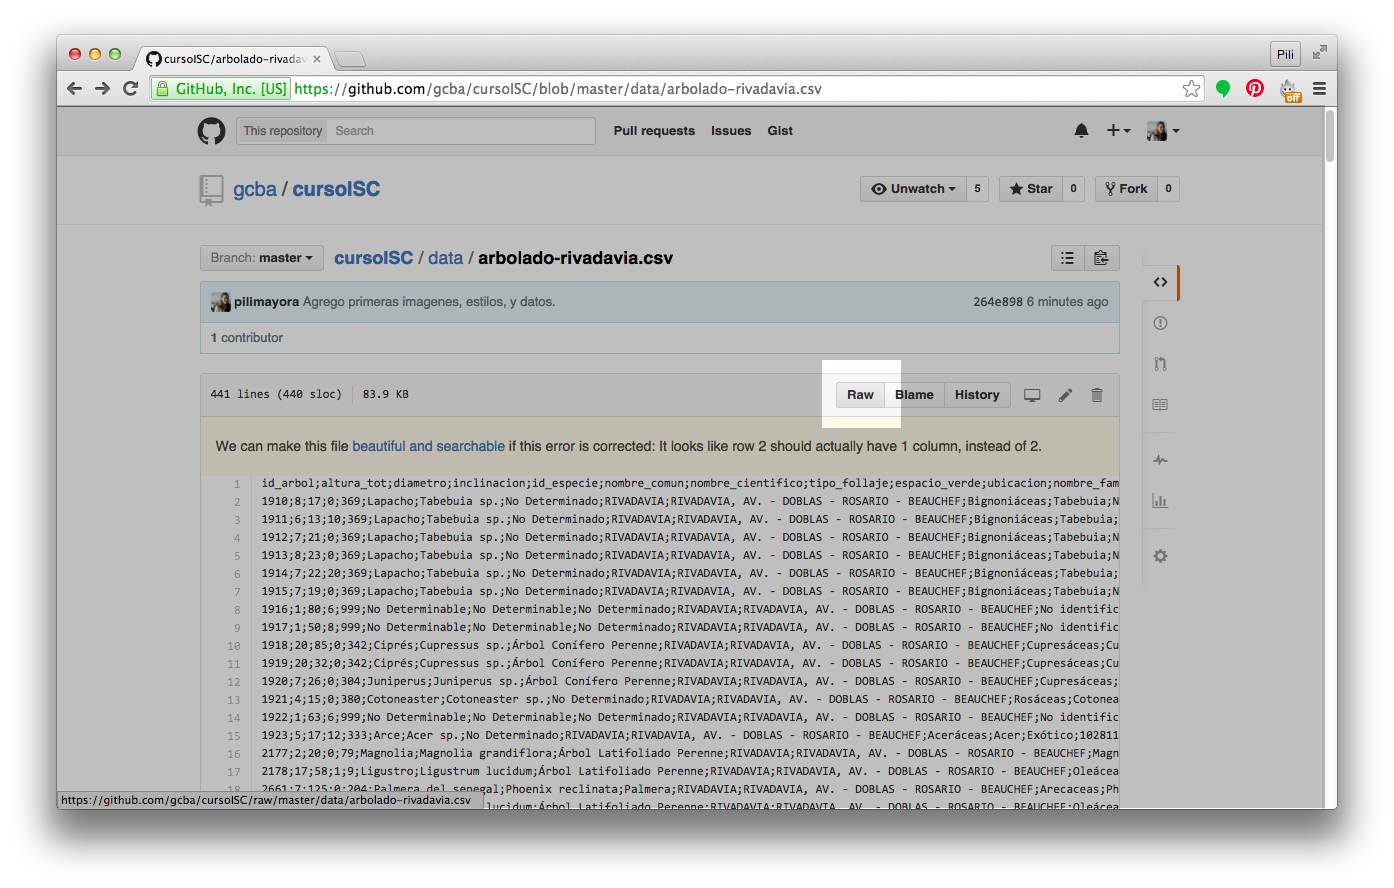 cursoISC/arbolado-rivadav
Pili
GitHub, Inc. [US] https://github.com/gcba/cursoISC/blob/master/data/arbolado-rivadavia.csv
off
This repository Search Pull requests Issues Gist
gcba / cursoISC Unwatch 5 Star 0 Fork 0
Branch: master cursoISC / data / arbolado-rivadavia.csv
pilimayora Agrego primeras imagenes, estilos, y datos. 264e898 6 minutes ago
1 contributor
441 lines (440 sloc) 83.9 KB Raw Blame History
We can make this file beautiful and searchable if this error is corrected: It looks like row 2 should actually have 1 column, instead of 2.
1 id_arbol;altura_tot;diametro;inclinacion;id_especie;nombre_comun;nombre_cientifico;tipo_follaje;espacio_verde;ubicacion;nombre_fam
2 1910;8;17;0;369;Lapacho;Tabebuia sp.;No Determinado;RIVADAVIA;RIVADAVIA, AV. - DOBLAS - ROSARIO - BEAUCHEF;Bignoniáceas;Tabebuia;N
3 1911;6;13;10;369;Lapacho;Tabebuia sp.;No Determinado;RIVADAVIA;RIVADAVIA, AV. - DOBLAS - ROSARIO - BEAUCHEF;Bignoniáceas;Tabebuia;
4 1912;7;21;0;369;Lapacho;Tabebuia sp.;No Determinado;RIVADAVIA;RIVADAVIA, AV. - DOBLAS - ROSARIO - BEAUCHEF;Bignoniáceas;Tabebuia;N
5 1913;8;23;0;369;Lapacho;Tabebuia sp.;No Determinado;RIVADAVIA;RIVADAVIA, AV. - DOBLAS - ROSARIO - BEAUCHEF;Bignoniáceas;Tabebuia;N
6 1914;7;22;20;369;Lapacho;Tabebuia sp.;No Determinado;RIVADAVIA;RIVADAVIA, AV. - DOBLAS - ROSARIO - BEAUCHEF;Bignoniáceas;Tabebuia;
7 1915;7;19;0;369;Lapacho;Tabebuia sp.;No Determinado;RIVADAVIA;RIVADAVIA, AV. - DOBLAS - ROSARIO - BEAUCHEF;Bignoniáceas;Tabebuia;N
8 1916;1;80;6;999;No Determinable;No Determinable;No Determinado;RIVADAVIA;RIVADAVIA, AV. - DOBLAS - ROSARIO - BEAUCHEF;No identific
9 1917;1;50;8;999;No Determinable;No Determinable;No Determinado;RIVADAVIA;RIVADAVIA, AV. - DOBLAS - ROSARIO - BEAUCHEF;No identific
10 1918;20;85;0;342;Ciprés;Cupressus sp.;Árbol Conífero Perenne;RIVADAVIA;RIVADAVIA, AV. - DOBLAS - ROSARIO - BEAUCHEF;Cupresáceas;Cu
11 1919;20;32;0;342;Ciprés;Cupressus sp.;Árbol Conífero Perenne;RIVADAVIA;RIVADAVIA, AV. - DOBLAS - ROSARIO - BEAUCHEF;Cupresáceas;Cu
12 1920;7;26;0;304;Juniperus;Juniperus sp.;Árbol Conífero Perenne;RIVADAVIA;RIVADAVIA, AV. - DOBLAS - ROSARIO - BEAUCHEF;Cupresáceas;
13 1921;4;15;0;380;Cotoneaster;Cotoneaster sp.;No Determinado;RIVADAVIA;RIVADAVIA, AV. - DOBLAS - ROSARIO - BEAUCHEF;Rosáceas;Cotonea
14 1922;1;63;6;999;No Determinable;No Determinable;No Determinado;RIVADAVIA;RIVADAVIA, AV. - DOBLAS - ROSARIO - BEAUCHEF;No identific
15 1923;5;17;12;333;Arce;Acer sp.;No Determinado;RIVADAVIA;RIVADAVIA, AV. - DOBLAS - ROSARIO - BEAUCHEF;Aceráceas;Acer;Exótico;102811
16 2177;2;20;0;79;Magnolia;Magnolia grandiflora;Árbol Latifoliado Perenne;RIVADAVIA;RIVADAVIA, AV. - DOBLAS - ROSARIO - BEAUCHEF;Magn
17 2178;17;58;1;9;Ligustro;Ligustrum lucidum;Árbol Latifoliado Perenne;RIVADAVIA;RIVADAVIA, AV. - DOBLAS - ROSARIO - BEAUCHEF;Oleácea
18 2661;7;125;0;204;Palmera del senegal;Phoenix reclinata;Palmera;RIVADAVIA;RIVADAVIA, AV. - DOBLAS - ROSARIO - BEAUCHEF;Arecaceas;Ph
lucidum;Árbol Latifoliado Perenne;RIVADAVIA;RIVADAVIA, AV. - DOBLAS - ROSARIO - BEAUCHEF;Oleácea
https://github.com/gcba/cursoISC/raw/master/data/arbolado-rivadavia.csv